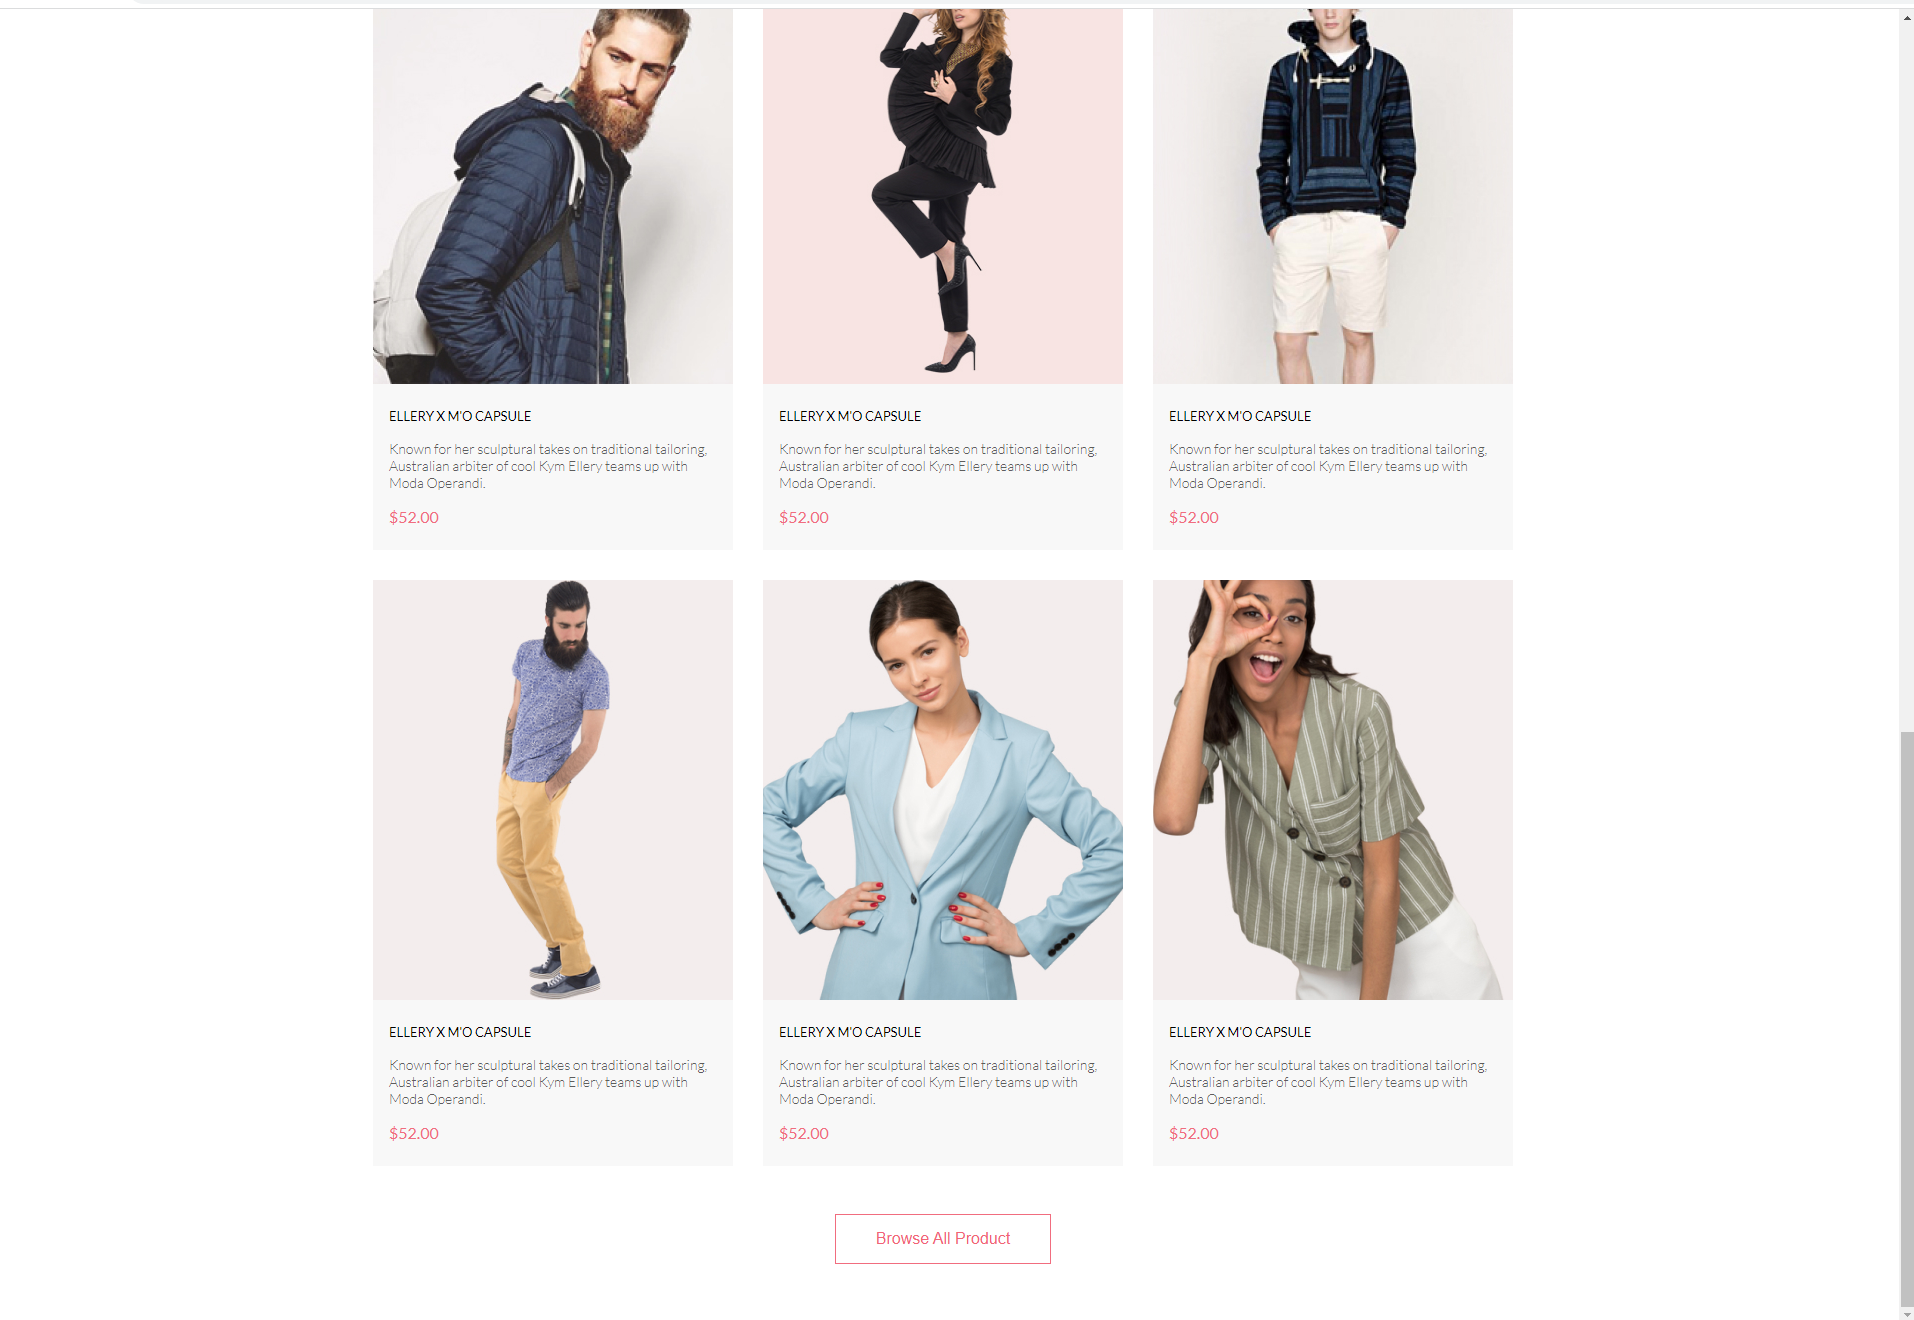 ELLERY X M'O CAPSULE
Known for her sculptural takes on traditional tailoring,
Australian arbiter of cool Kym Ellery teams up with
Moda Operandi.
$52.00
ELLERY X M'O CAPSULE
Known for her sculptural takes on traditional tailoring,
Australian arbiter of cool Kym Ellery teams up with
Moda Operandi.
$52.00
ELLERY X M'O CAPSULE
Known for her sculptural takes on traditional tailoring,
Australian arbiter of cool Kym Ellery teams up with
Moda Operandi.
$52.00
ELLERY X M'O CAPSULE
Known for her sculptural takes on traditional tailoring,
Australian arbiter of cool Kym Ellery teams up with
Moda Operandi.
$52.00
ELLERY X M'O CAPSULE
Known for her sculptural takes on traditional tailoring,
Australian arbiter of cool Kym Ellery teams up with
Moda Operandi.
$52.00
ELLERY X M'O CAPSULE
Known for her sculptural takes on traditional tailoring,
Australian arbiter of cool Kym Ellery teams up with
Moda Operandi.
$52.00
Browse All Product